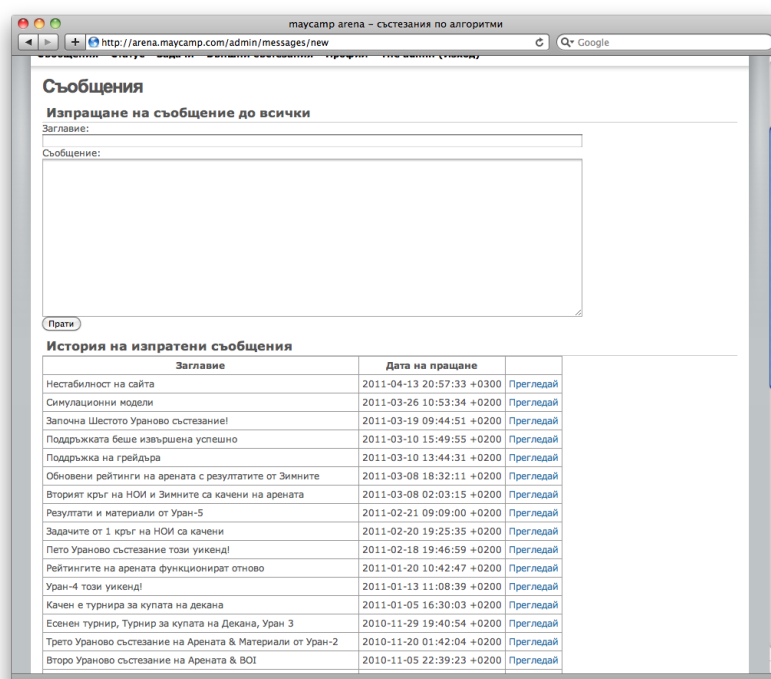 maycamp arena – състезания по алгоритми
http://arena.maycamp.com/admin/messages/new
Google
Съобщения
Изпращане на съобщение до всички
Заглавие:
Съобщение:
Прати
История на изпратени съобщения
Заглавие Дата на пращане
Нестабилност на сайта 2011-04-13 20:57:33 +0300 Прегледай
Симулационни модели 2011-03-26 10:53:34 +0200 Прегледай
Започна Шестото Ураново състезание! 2011-03-19 09:44:51 +0200 Прегледай
Поддръжката беше извършена успешно 2011-03-10 15:49:55 +0200 Прегледай
Поддръжка на грейдъра 2011-03-10 13:44:31 +0200 Прегледай
Обновени рейтинги на арената с резултатите от Зимните 2011-03-08 18:32:11 +0200 Прегледай
Вторият кръг на НОИ и Зимните са качени на арената 2011-03-08 02:03:15 +0200 Прегледай
Резултати и материали от Уран-5 2011-02-21 09:09:00 +0200 Прегледай
Задачите от 1 кръг на НОИ са качени 2011-02-20 19:25:35 +0200 Прегледай
Пето Ураново състезание този уикенд! 2011-02-18 19:46:59 +0200 Прегледай
Рейтингите на арената функционират отново 2011-01-20 10:42:47 +0200 Прегледай
Уран-4 този уикенд! 2011-01-13 11:08:39 +0200 Прегледай
Качен е турнира за купата на декана 2011-01-05 16:30:03 +0200 Прегледай
Есенен турнир, Турнир за купата на Декана, Уран 3 2010-11-29 19:40:54 +0200 Прегледай
Трето Ураново състезание на Арената & Материали от Уран-2 2010-11-20 01:42:04 +0200 Прегледай
Второ Ураново състезание на Арената & BOI 2010-11-05 22:39:23 +0200 Прегледай